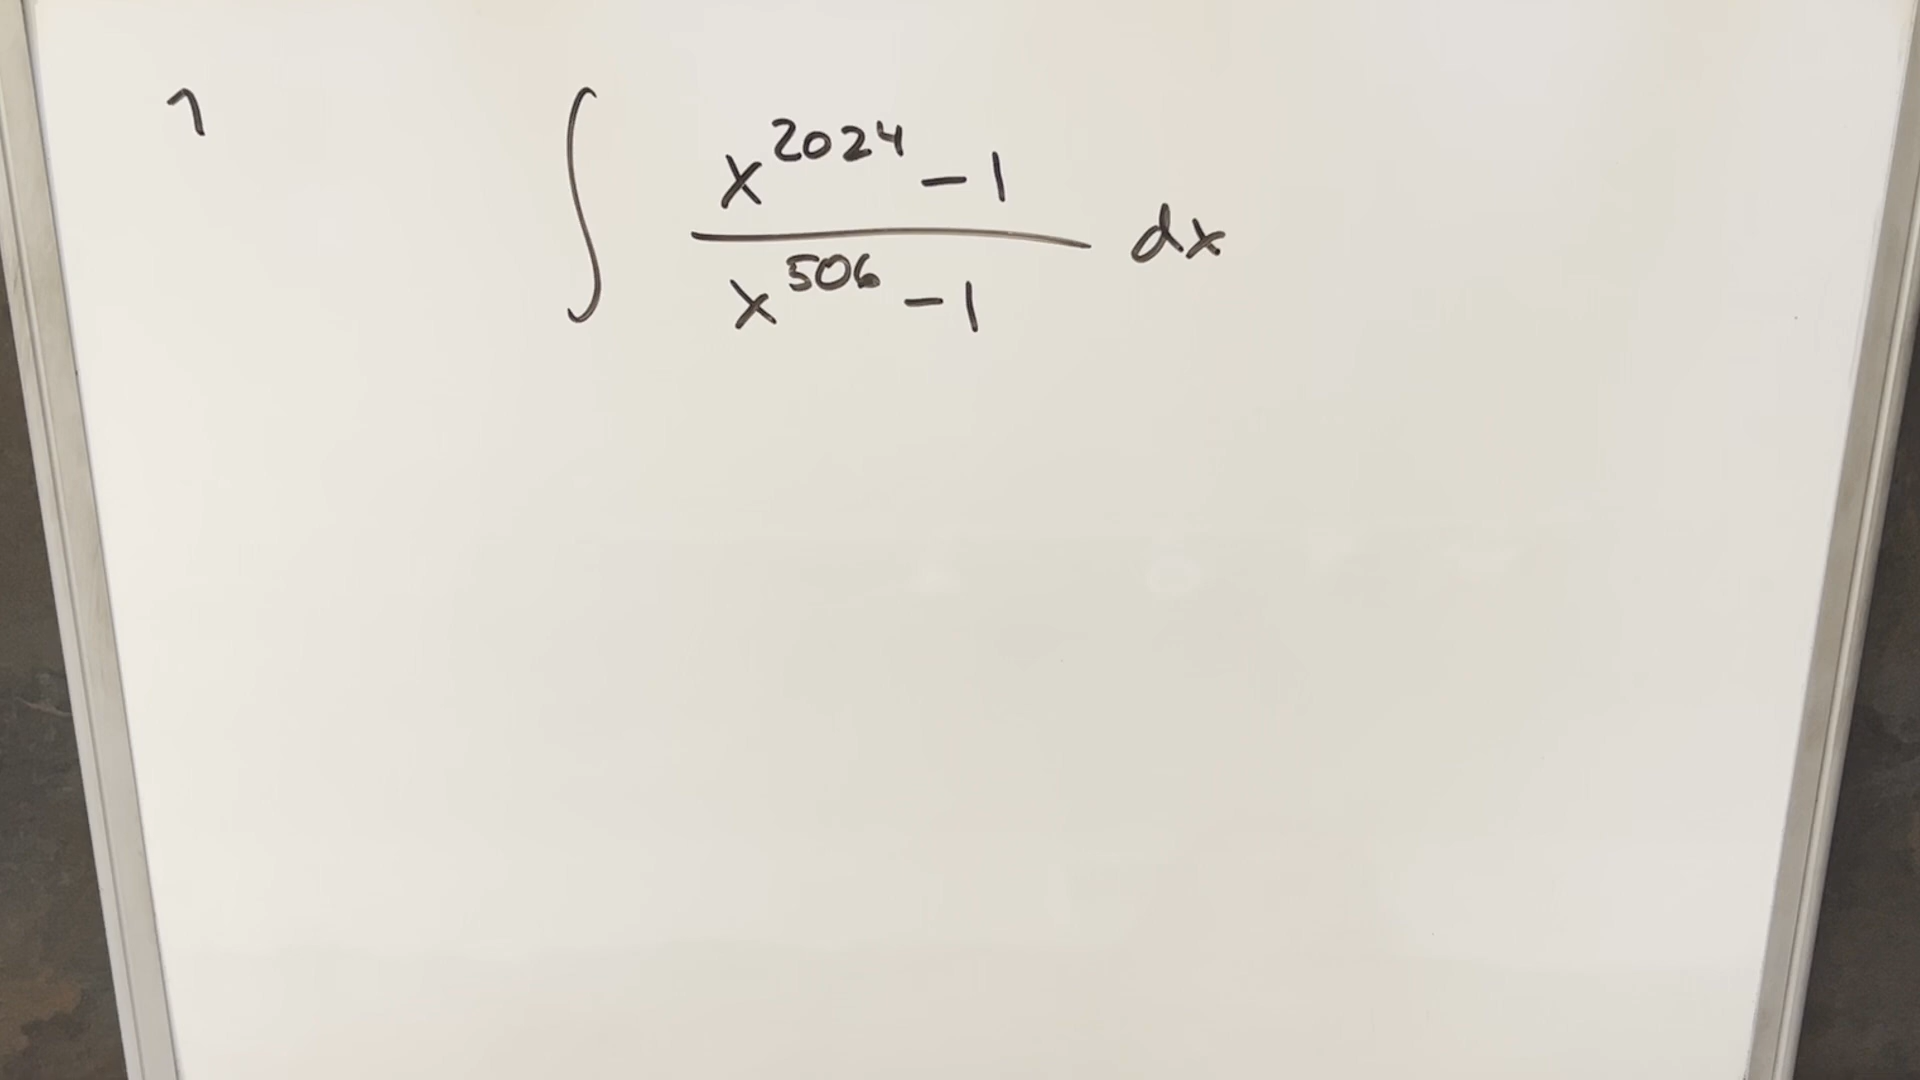 ∫ (x^2024 - 1)/(x^506 - 1) dx